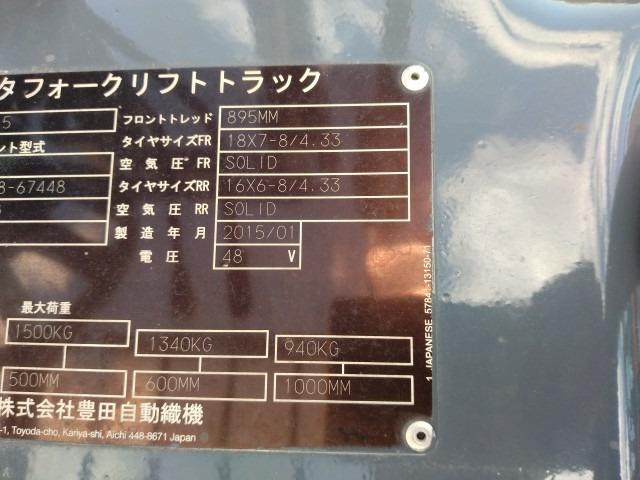 タフォークリフトトラック
5 フロントトレッド 895MM
ント型式 タイヤサイズFR 18X7-8/4.33
空気圧 FR SOLID
8-67448 タイヤサイズRR 16X6-8/4.33
空気圧 RR SOLID
製造年月 2015/01
電圧 48 V
最大荷重
1500KG 1340KG 940KG
500MM 600MM 1000MM
株式会社豊田自動織機
-1, Toyoda-cho, Kariya-shi, Aichi 448-8671 Japan
1. JAPANESE 57841-13150-71